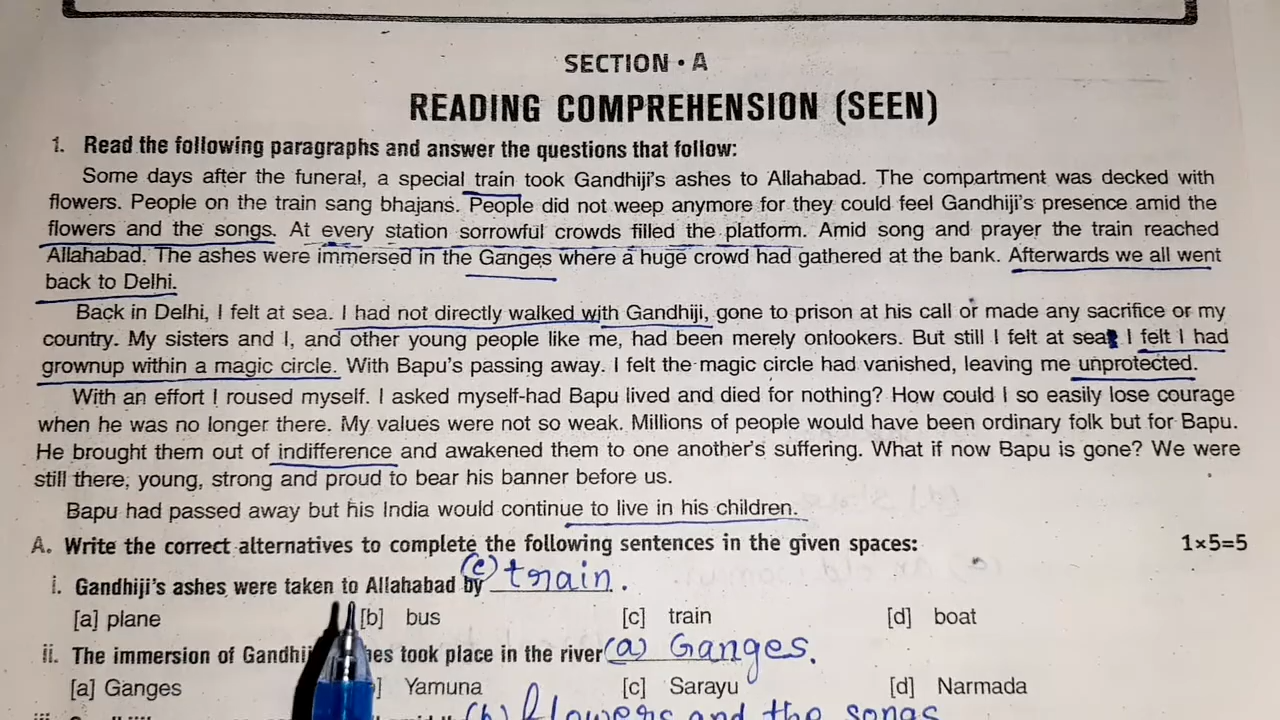 SECTION • A
READING COMPREHENSION (SEEN)
1. Read the following paragraphs and answer the questions that follow:
Some days after the funeral, a special train took Gandhiji's ashes to Allahabad. The compartment was decked with
flowers. People on the train sang bhajans. People did not weep anymore for they could feel Gandhiji's presence amid the
flowers and the songs. At every station sorrowful crowds filled the platform. Amid song and prayer the train reached
Allahabad. The ashes were immersed in the Ganges where a huge crowd had gathered at the bank. Afterwards we all went
back to Delhi.
Back in Delhi, I felt at sea. I had not directly walked with Gandhiji, gone to prison at his call or made any sacrifice or my
country. My sisters and I, and other young people like me, had been merely onlookers. But still I felt at sea I felt I had
grownup within a magic circle. With Bapu's passing away. I felt the magic circle had vanished, leaving me unprotected.
With an effort I roused myself. I asked myself-had Bapu lived and died for nothing? How could I so easily lose courage
when he was no longer there. My values were not so weak. Millions of people would have been ordinary folk but for Bapu.
He brought them out of indifference and awakened them to one another's suffering. What if now Bapu is gone? We were
still there, young, strong and proud to bear his banner before us.
Bapu had passed away but his India would continue to live in his children.
A. Write the correct alternatives to complete the following sentences in the given spaces: 1×5=5
i. Gandhiji's ashes were taken to Allahabad by (c) train.
[a] plane [b] bus [c] train [d] boat
ii. The immersion of took place in the river (a) Ganges.
[a] Ganges Yamuna [c] Sarayu [d] Narmada
(b) flowers and the songs